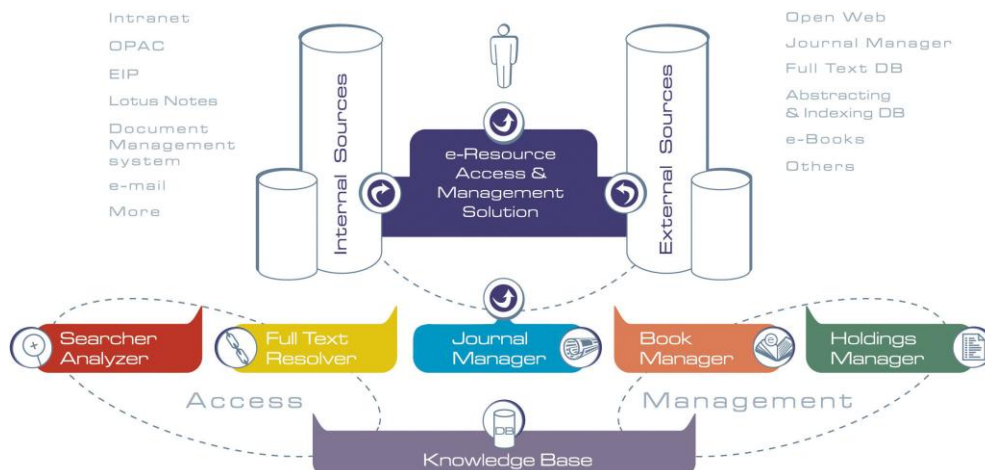 Intranet
OPAC
EIP
Lotus Notes
Document
Management
system
e-mail
More
Internal Sources
e-Resource
Access &
Management
Solution
External Sources
Open Web
Journal Manager
Full Text DB
Abstracting
& Indexing DB
e-Books
Others
Searcher
Analyzer
Full Text
Resolver
Journal
Manager
Book
Manager
Holdings
Manager
Access
Management
DB
Knowledge Base